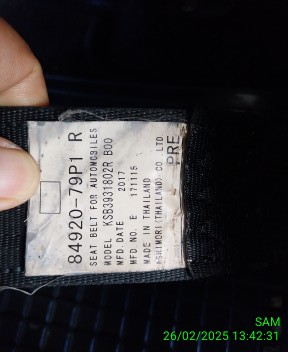 84920-79P1 R
SEAT BELT FOR AUTOMOBILES
MODEL KSB3931802R B00
MFD DATE 2017
MFD NO. E 171115
MADE IN THAILAND
ASHIMORI(THAILAND) CO LTD
PRE
SAM
26/02/2025 13:42:31